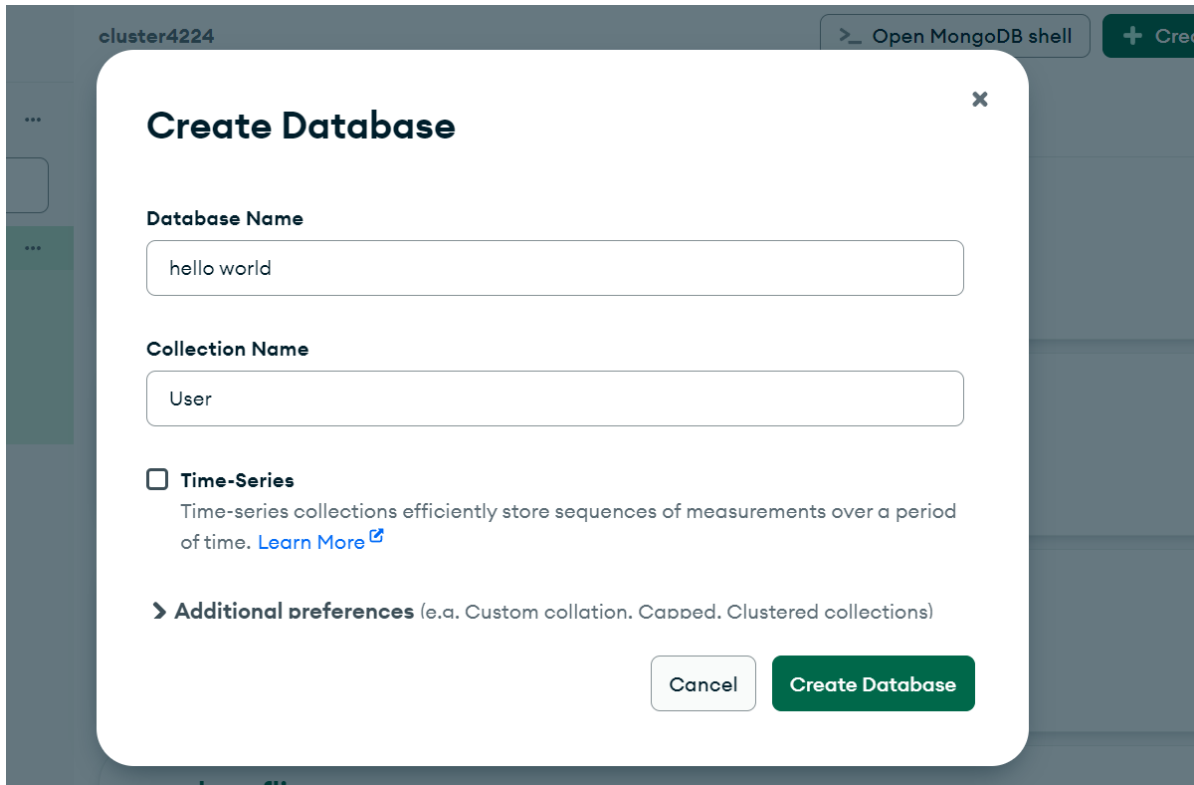 cluster4224
>_ Open MongoDB shell
Create Database
Database Name
hello world
Collection Name
User
Time-Series
Time-series collections efficiently store sequences of measurements over a period
of time. Learn More
Additional preferences (e.g. Custom collation, Capped, Clustered collections)
Cancel
Create Database